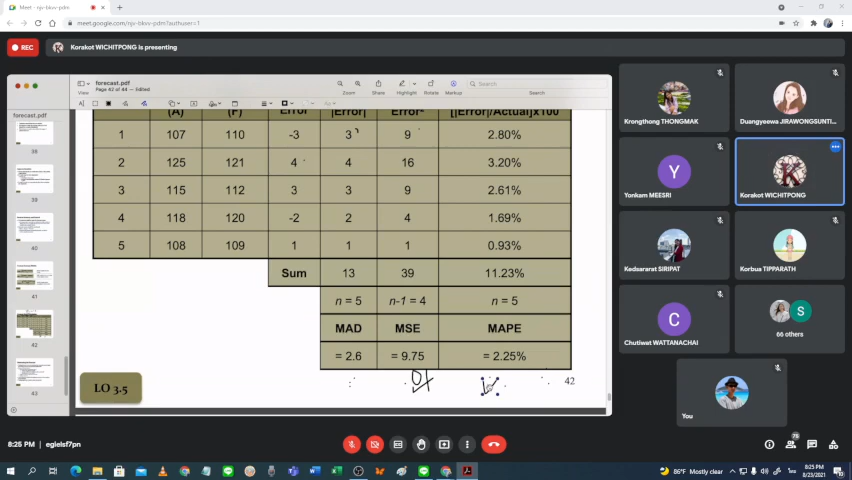 Meet - njv-bkvv-pdm
meet.google.com/njv-bkvv-pdm?authuser=1
REC
Korakot WICHITPONG is presenting
forecast.pdf
Page 42 of 44 — Edited
View
Zoom
Share
Highlight
Rotate
Markup
Search
Search
(A) (F) Error |Error| Error² [|Error|/Actual]x100
1 107 110 -3 3 9 2.80%
2 125 121 4 4 16 3.20%
3 115 112 3 3 9 2.61%
4 118 120 -2 2 4 1.69%
5 108 109 1 1 1 0.93%
Sum 13 39 11.23%
n = 5 n-1 = 4 n = 5
MAD MSE MAPE
= 2.6 = 9.75 = 2.25%
LO 3.5
42
38
39
40
41
42
43
Krongthong THONGMAK
Duangyeewa JIRAWONGSUNTI...
Y
Yonkam MEESRI
K
Korakot WICHITPONG
Kedsararat SIRIPAT
Korbua TIPPARATH
C
Chutiwat WATTANACHAI
S
66 others
You
8:25 PM | egielsf7pn
75
86°F Mostly clear
8:25 PM
8/23/2021